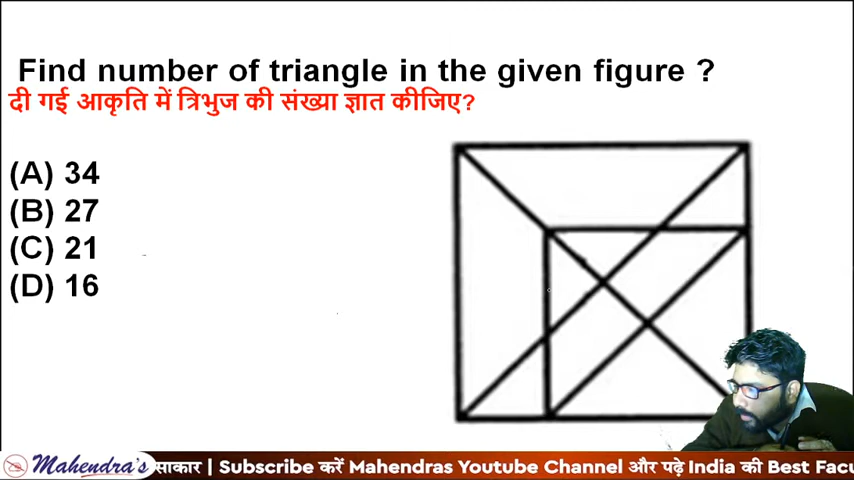 Find number of triangle in the given figure ?
दी गई आकृति में त्रिभुज की संख्या ज्ञात कीजिए?
(A) 34
(B) 27
(C) 21
(D) 16
Mahendra's साकार | Subscribe करें Mahendras Youtube Channel और पढ़े India की Best Facu